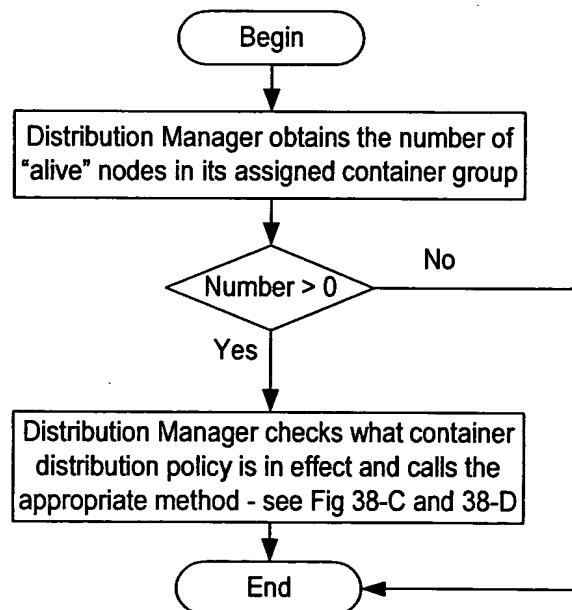 Begin
Distribution Manager obtains the number of
"alive" nodes in its assigned container group
No
Number > 0
Yes
Distribution Manager checks what container
distribution policy is in effect and calls the
appropriate method - see Fig 38-C and 38-D
End